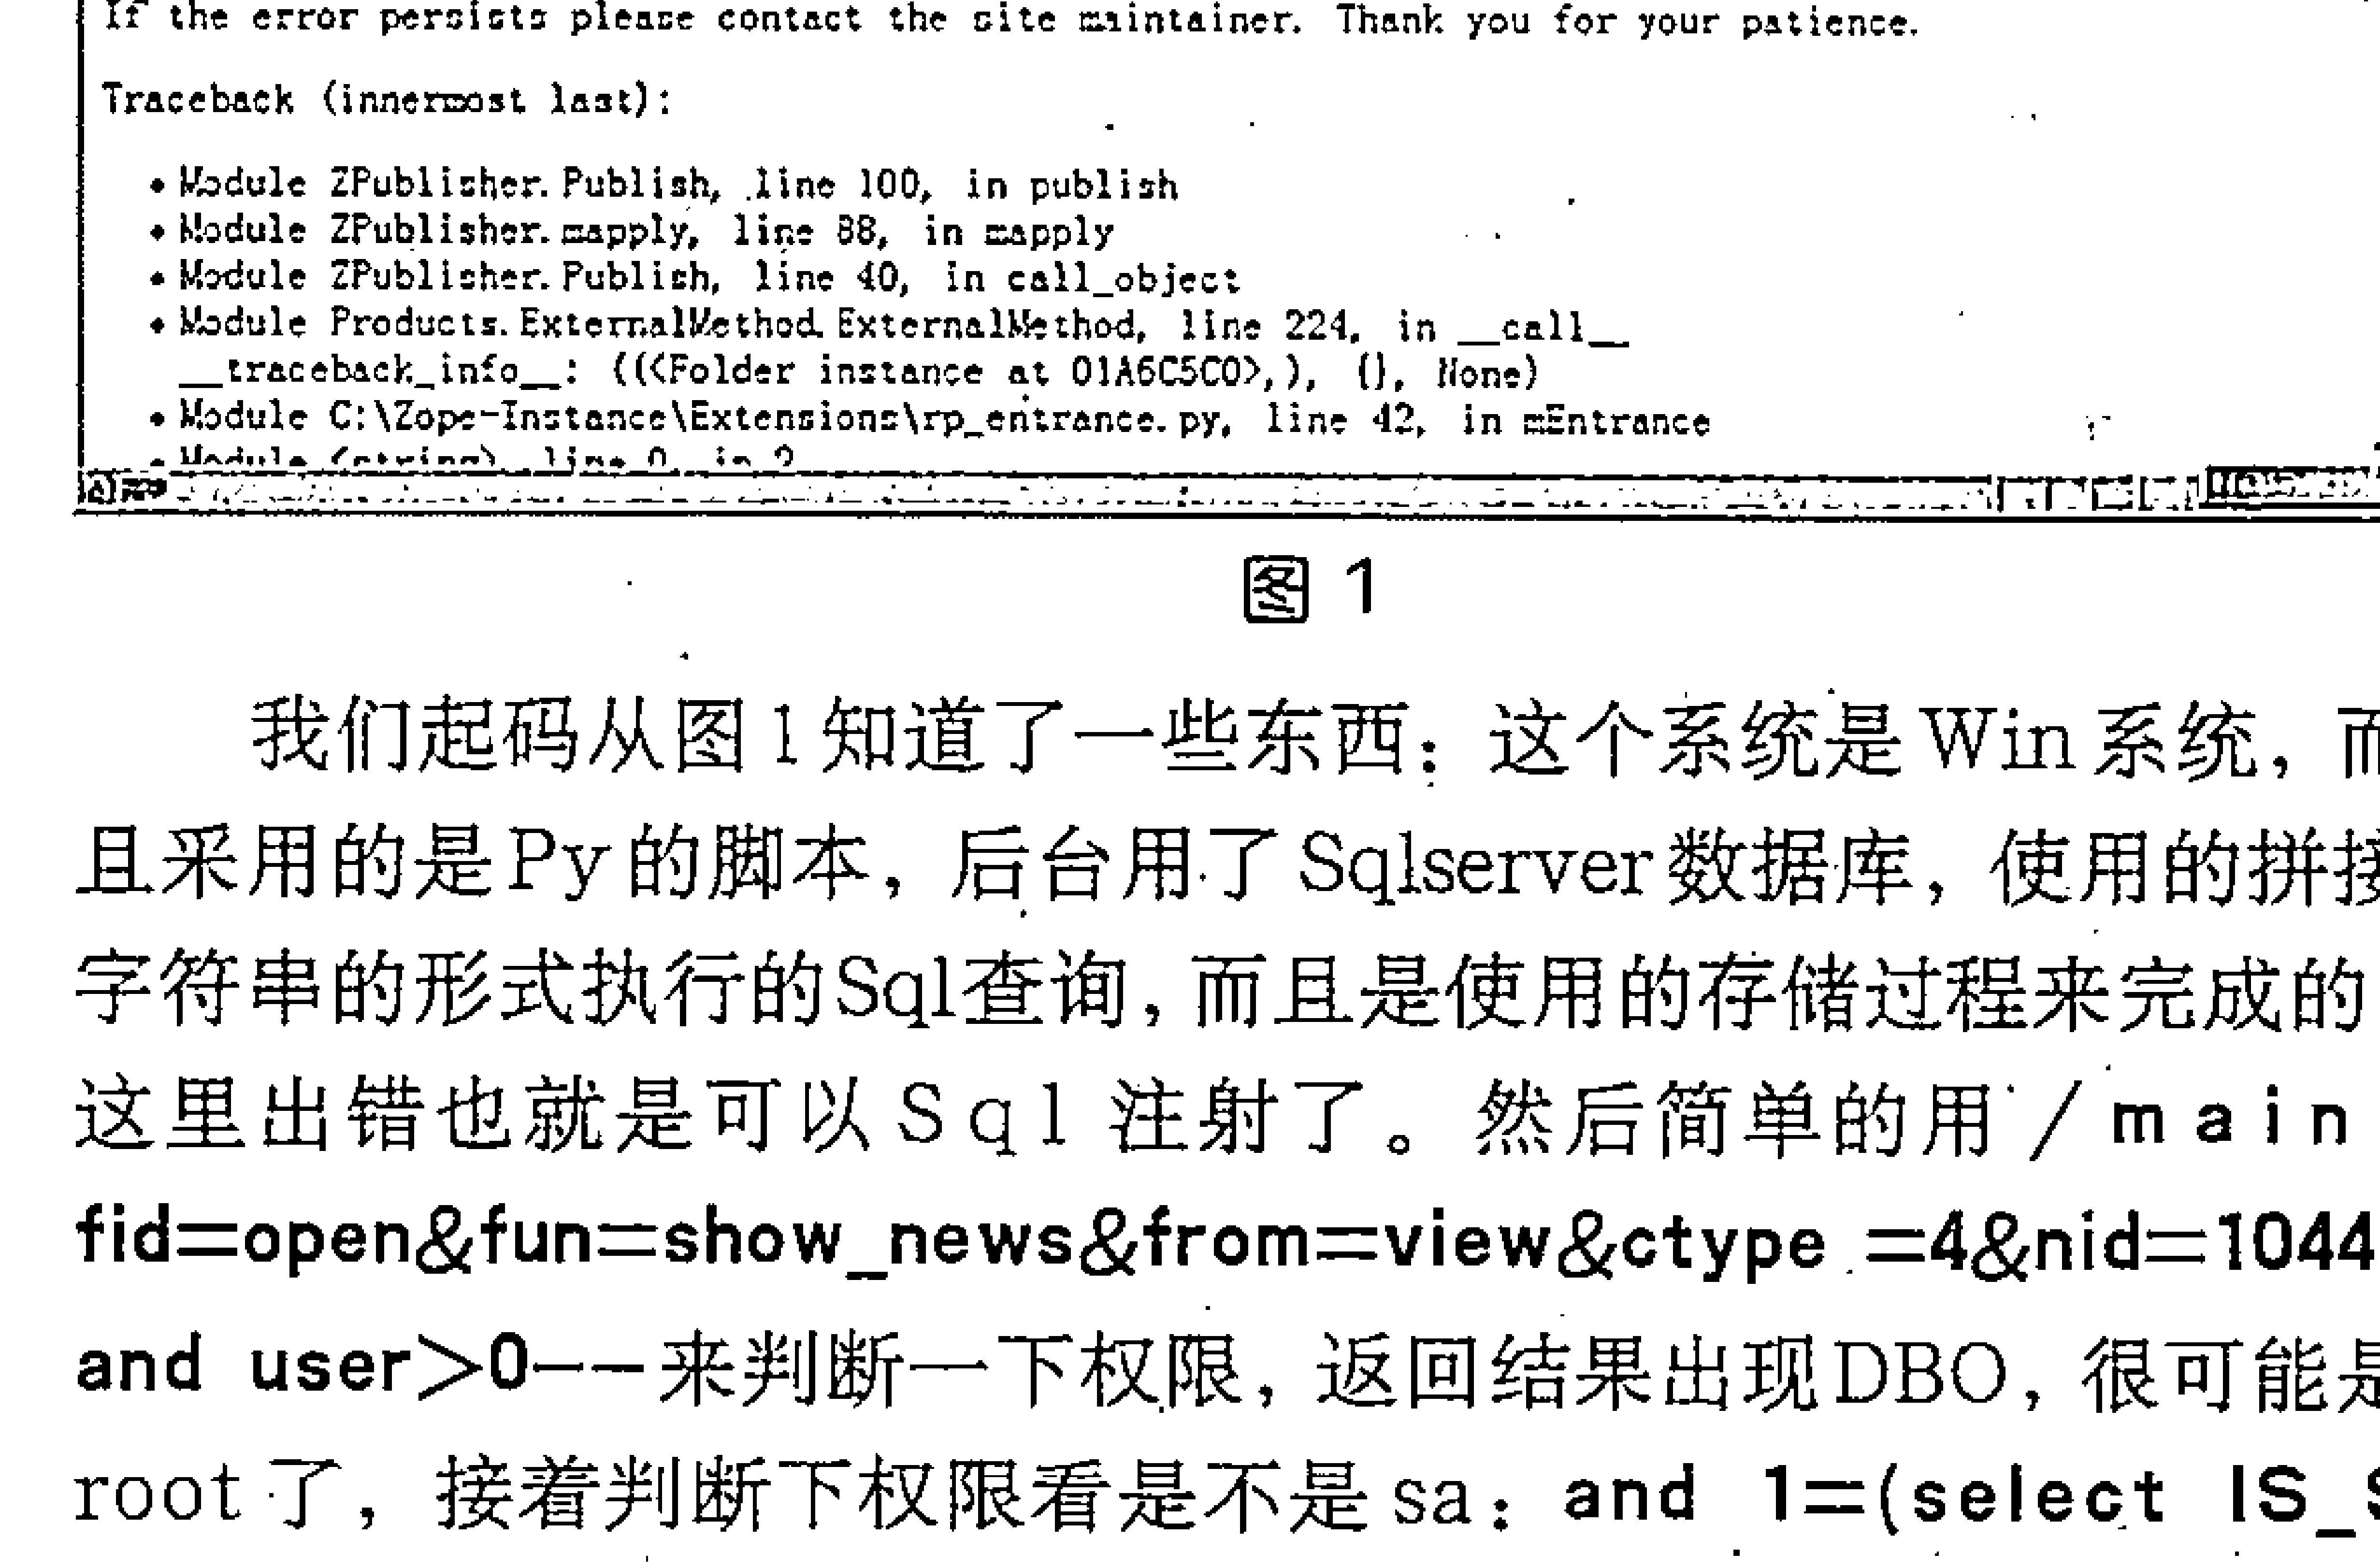 If the error persists please contact the site maintainer. Thank you for your patience.
Traceback (innermost last):
• Module ZPublisher.Publish, line 100, in publish
• Module ZPublisher.mapply, line 88, in mapply
• Module ZPublisher.Publish, line 40, in call_object
• Module Products.ExternalMethod.ExternalMethod, line 224, in __call__
__traceback_info__: ((<Folder instance at 01A6C5C0>,), {}, None)
• Module C:\Zope-Instance\Extensions\rp_entrance.py, line 42, in mEntrance
• Module <string>, line 0, in ?
图 1
我们起码从图1知道了一些东西：这个系统是Win系统，而
且采用的是Py的脚本，后台用了Sqlserver数据库，使用的拼接
字符串的形式执行的Sql查询，而且是使用的存储过程来完成的
这里出错也就是可以Sql注射了。然后简单的用/main
fid=open&fun=show_news&from=view&ctype =4&nid=1044
and user>0--来判断一下权限，返回结果出现DBO，很可能是
root了，接着判断下权限看是不是sa：and 1=(select IS_S